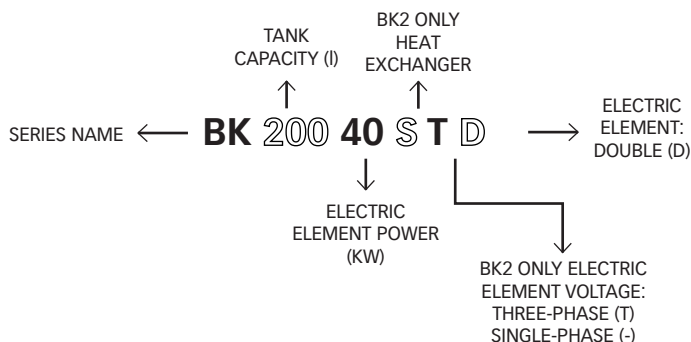 TANK
CAPACITY (l)
BK2 ONLY
HEAT
EXCHANGER
SERIES NAME
BK 200 40 S T D
ELECTRIC
ELEMENT:
DOUBLE (D)
ELECTRIC
ELEMENT POWER
(KW)
BK2 ONLY ELECTRIC
ELEMENT VOLTAGE:
THREE-PHASE (T)
SINGLE-PHASE (-)